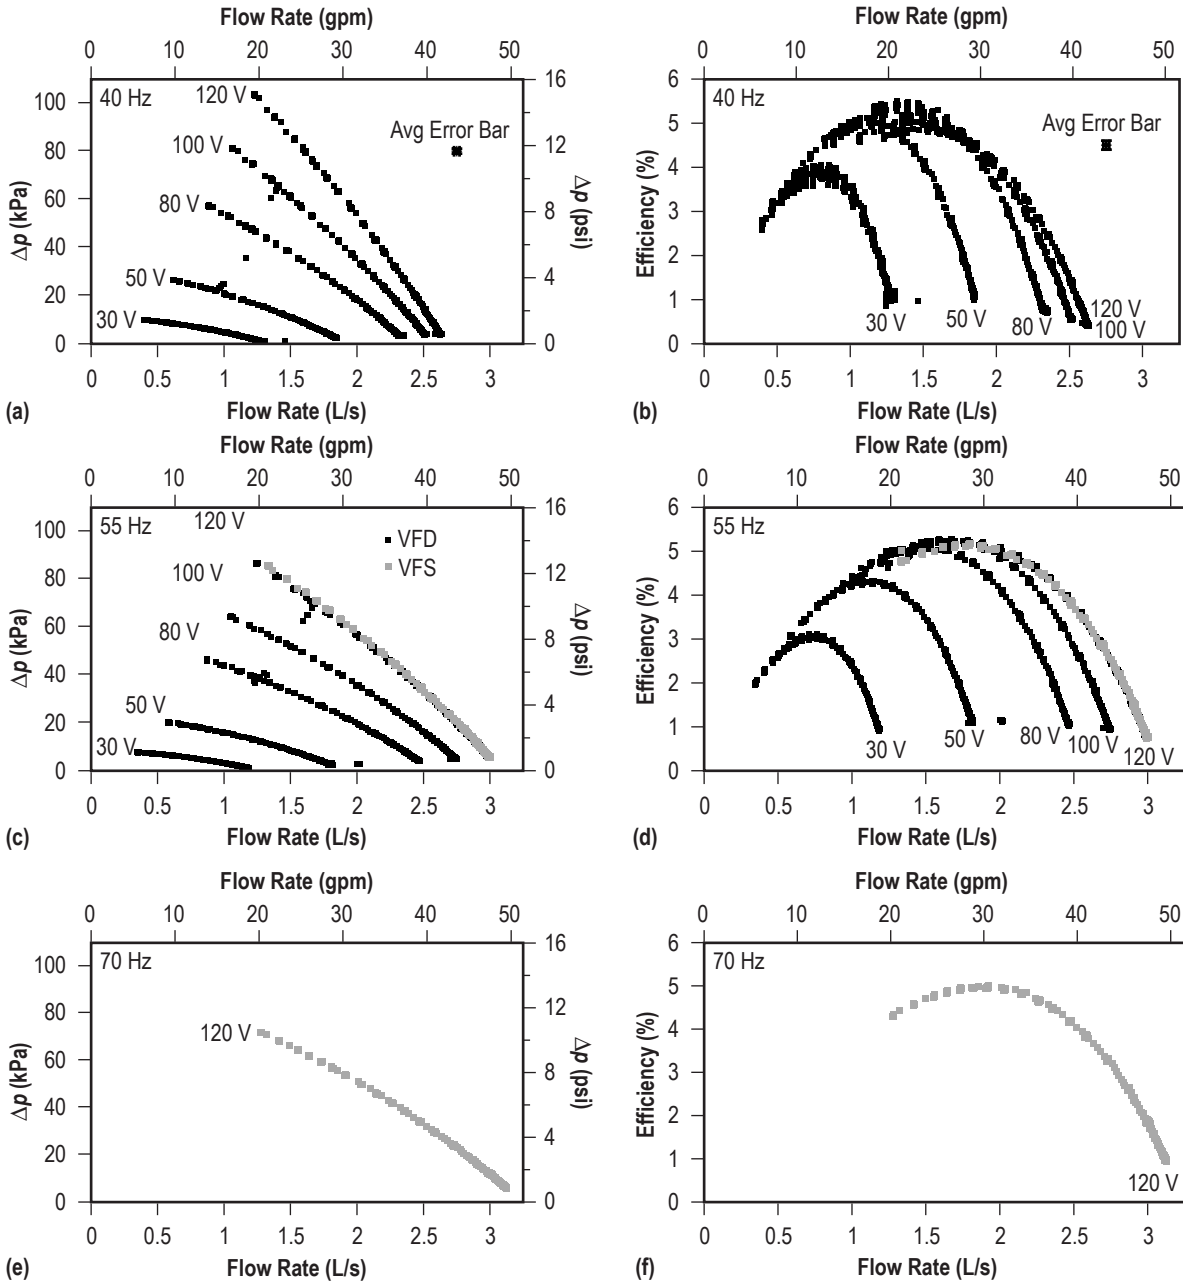 Flow Rate (gpm)
0 10 20 30 40 50
40 Hz
120 V
100 V
80 V
50 V
30 V
Avg Error Bar
100
80
60
40
20
0
Δp (kPa)
16
12
8
4
0
Δp (psi)
0 0.5 1 1.5 2 2.5 3
Flow Rate (L/s)
(a)
Flow Rate (gpm)
0 10 20 30 40 50
40 Hz
Avg Error Bar
6
5
4
3
2
1
0
Efficiency (%)
30 V
50 V
80 V
120 V
100 V
0 0.5 1 1.5 2 2.5 3
Flow Rate (L/s)
(b)
Flow Rate (gpm)
0 10 20 30 40 50
55 Hz
120 V
100 V
80 V
50 V
30 V
VFD
VFS
100
80
60
40
20
0
Δp (kPa)
16
12
8
4
0
Δp (psi)
0 0.5 1 1.5 2 2.5 3
Flow Rate (L/s)
(c)
Flow Rate (gpm)
0 10 20 30 40 50
55 Hz
6
5
4
3
2
1
0
Efficiency (%)
30 V
50 V
80 V
100 V
120 V
0 0.5 1 1.5 2 2.5 3
Flow Rate (L/s)
(d)
Flow Rate (gpm)
0 10 20 30 40 50
70 Hz
120 V
100
80
60
40
20
0
Δp (kPa)
16
12
8
4
0
Δp (psi)
0 0.5 1 1.5 2 2.5 3
Flow Rate (L/s)
(e)
Flow Rate (gpm)
0 10 20 30 40 50
70 Hz
6
5
4
3
2
1
0
Efficiency (%)
120 V
0 0.5 1 1.5 2 2.5 3
Flow Rate (L/s)
(f)